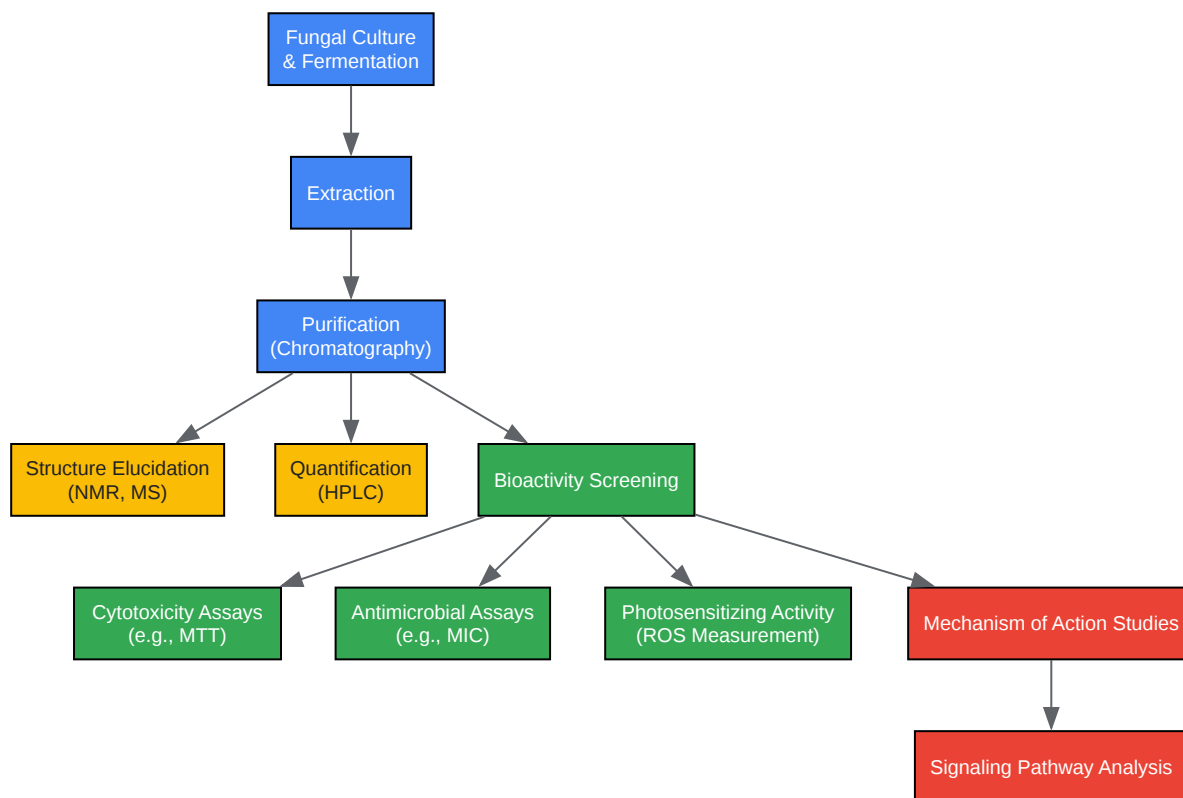 Fungal Culture
& Fermentation
Extraction
Purification
(Chromatography)
Structure Elucidation
(NMR, MS)
Quantification
(HPLC)
Bioactivity Screening
Cytotoxicity Assays
(e.g., MTT)
Antimicrobial Assays
(e.g., MIC)
Photosensitizing Activity
(ROS Measurement)
Mechanism of Action Studies
Signaling Pathway Analysis